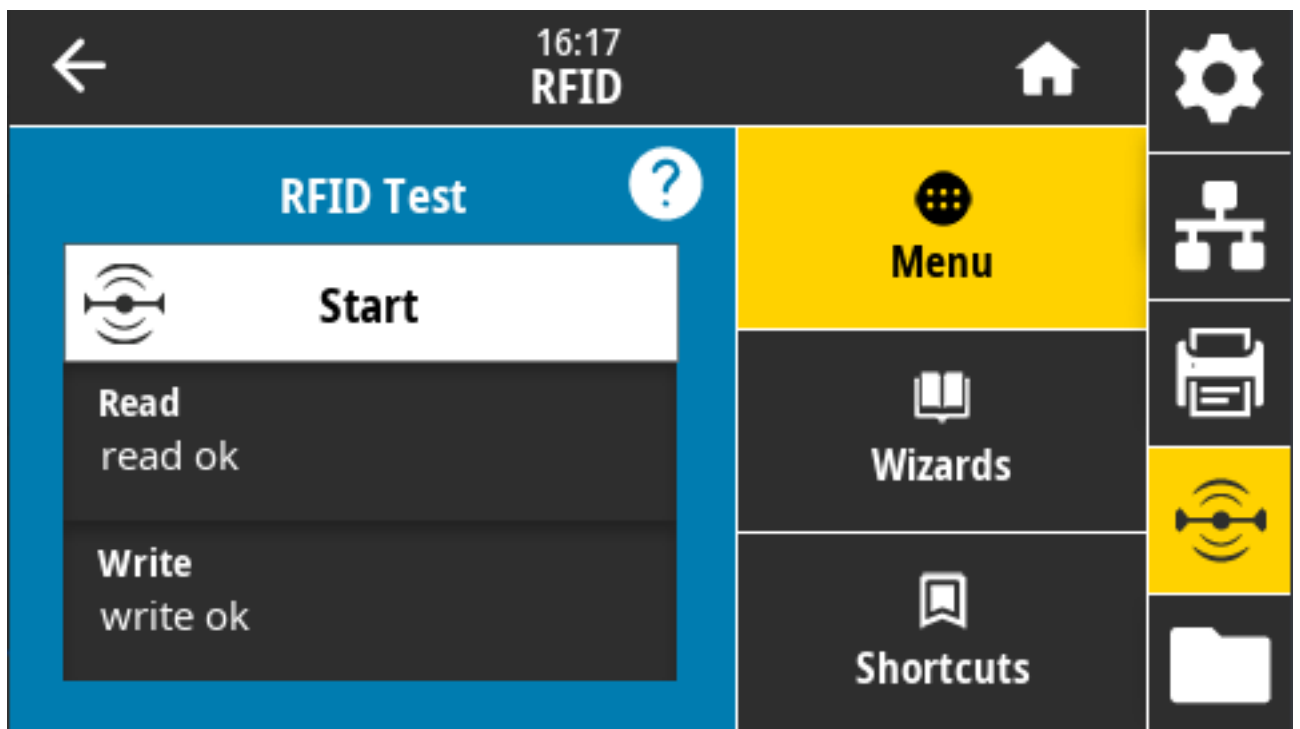 16:17
RFID
RFID Test
?
Start
Read
read ok
Write
write ok
Menu
Wizards
Shortcuts